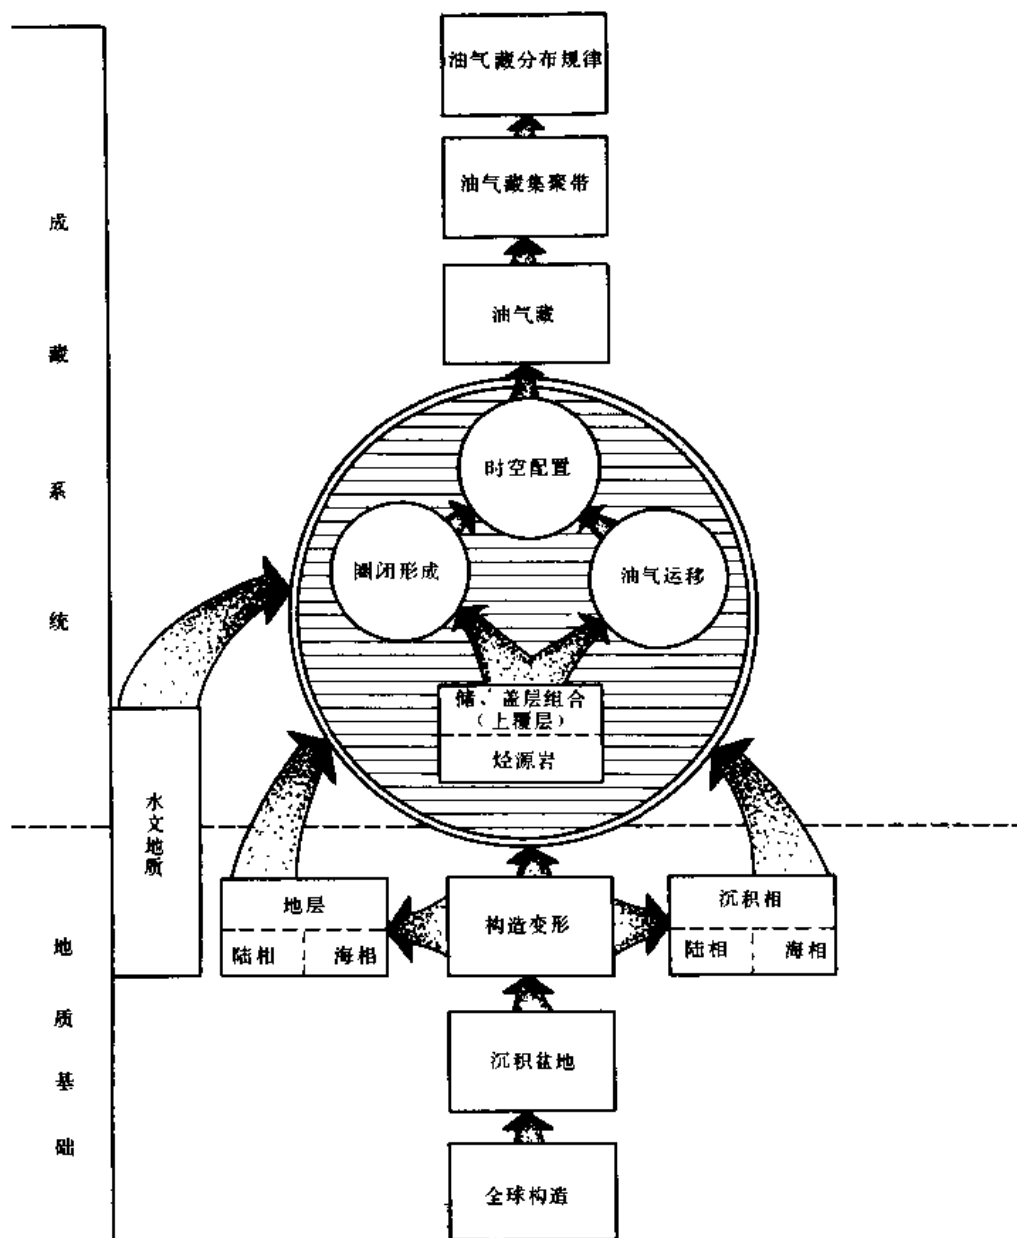 油气藏分布规律
油气藏集聚带
油气藏
时空配置
圈闭形成
油气运移
储、盖层组合
（上覆层）
烃源岩
成藏系统
水文地质
地层
陆相
海相
构造变形
沉积相
陆相
海相
沉积盆地
全球构造
地质基础